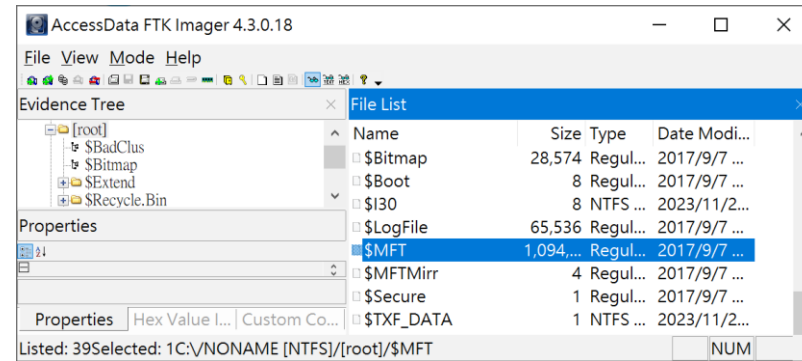 AccessData FTK Imager 4.3.0.18
File View Mode Help
Evidence Tree
[root]
$BadClus
$Bitmap
$Extend
$Recycle.Bin
Properties
Properties Hex Value I... Custom Co...
File List
Name Size Type Date Modi...
$Bitmap 28,574 Regul... 2017/9/7 ...
$Boot 8 Regul... 2017/9/7 ...
$I30 8 NTFS ... 2023/11/2...
$LogFile 65,536 Regul... 2017/9/7 ...
$MFT 1,094,... Regul... 2017/9/7 ...
$MFTMirr 4 Regul... 2017/9/7 ...
$Secure 1 Regul... 2017/9/7 ...
$TXF_DATA 1 NTFS ... 2023/11/2...
Listed: 39Selected: 1C:\/NONAME [NTFS]/[root]/$MFT
NUM